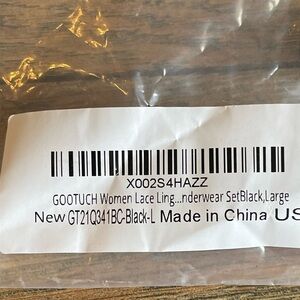 X002S4HAZZ
GOOTUCH Women Lace Ling...nderwear SetBlack,Large
New GT21Q341BC-Black-L Made in China US